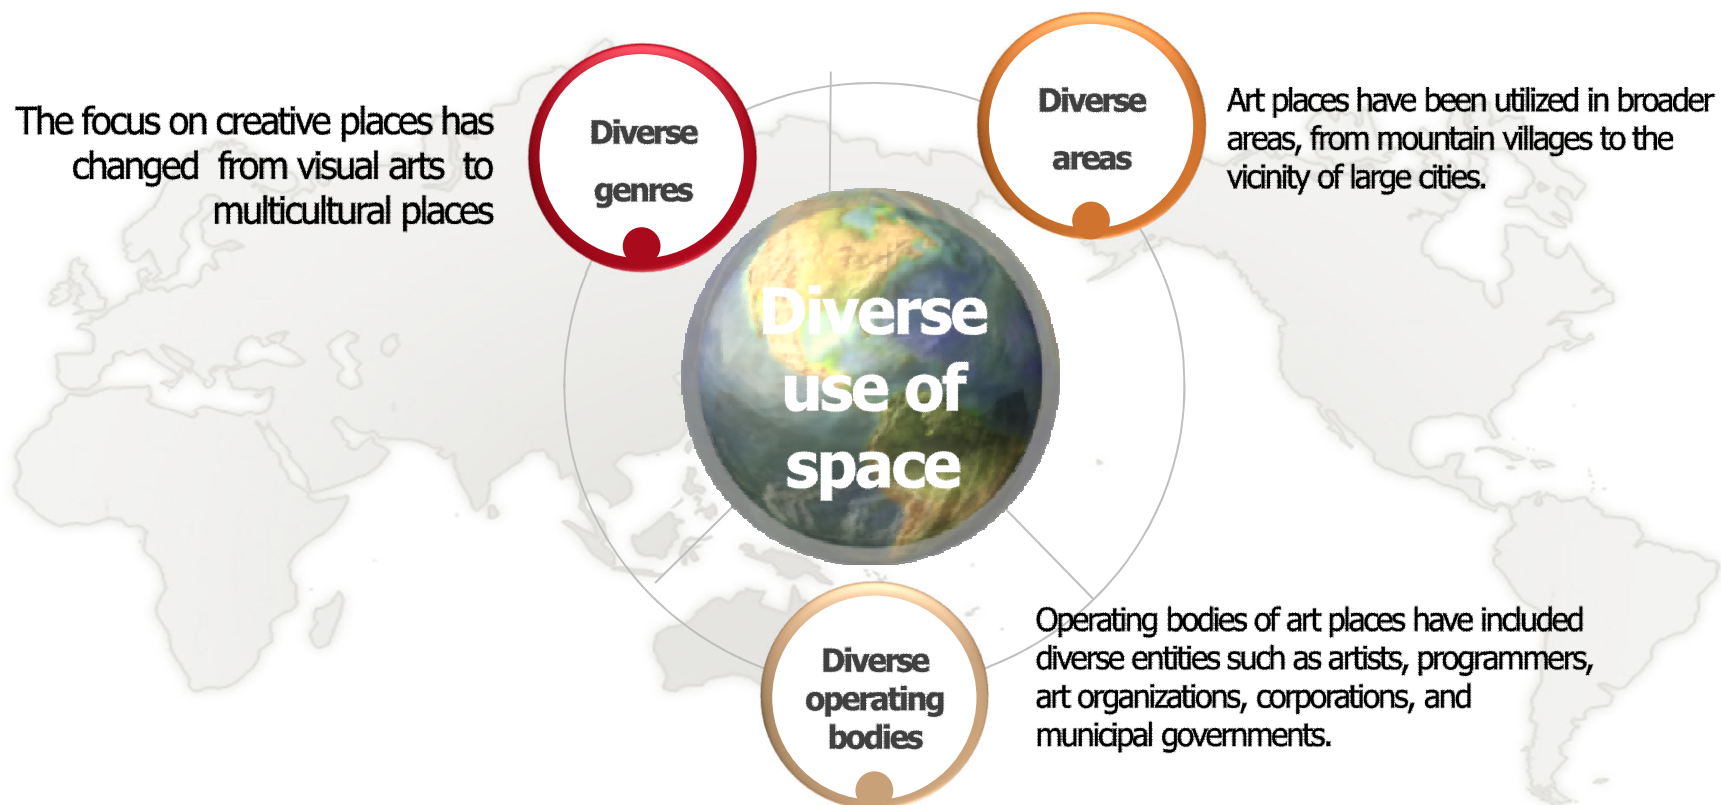 The focus on creative places has
changed from visual arts to
multicultural places
Diverse
genres
Diverse
areas
Art places have been utilized in broader
areas, from mountain villages to the
vicinity of large cities.
Diverse
use of
space
Diverse
operating
bodies
Operating bodies of art places have included
diverse entities such as artists, programmers,
art organizations, corporations, and
municipal governments.